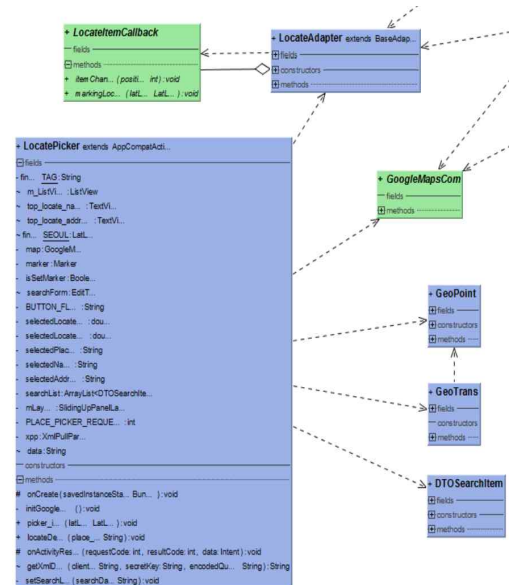 + LocateItemCallback
fields
methods
+ itemChan... (positi... int):void
+ markingLoc... (latL... LatL... ):void
+ LocateAdapter extends BaseAdap...
fields
constructors
methods
+ LocatePicker extends AppCompatActi...
fields
- fin... TAG:String
~ m_ListVi... :ListView
~ top_locate_na... :TextVi...
~ top_locate_addr... :TextVi...
~ fin... SEOUL:LatL...
- map:GoogleM...
- marker:Marker
- isSetMarker:Boole...
~ searchForm:EditT...
- BUTTON_FL... :String
- selectedLocate... :dou...
- selectedLocate... :dou...
- selectedPlac... :String
- selectedNa... :String
- selectedAddr... :String
- searchList:ArrayList<DTOSearchIte...
- mLay... :SlidingUpPanelLa...
- PLACE_PICKER_REQUE... :int
- xpp:XmlPullPar...
~ data:String
constructors
methods
# onCreate(savedInstanceSta... Bun... ):void
- initGoogle... ():void
+ picker_i... (latL... LatL... ):void
+ locateDe... (place_... String):void
# onActivityRes... (requestCode:int, resultCode:int, data:Intent):void
~ getXmlD... (client... String, secretKey:String, encodedQu... String):String
- setSearchL... (searchDa... String):void
+ GoogleMapsCom
fields
methods
+ GeoPoint
fields
constructors
methods
+ GeoTrans
fields
constructors
methods
+ DTOSearchItem
fields
constructors
methods